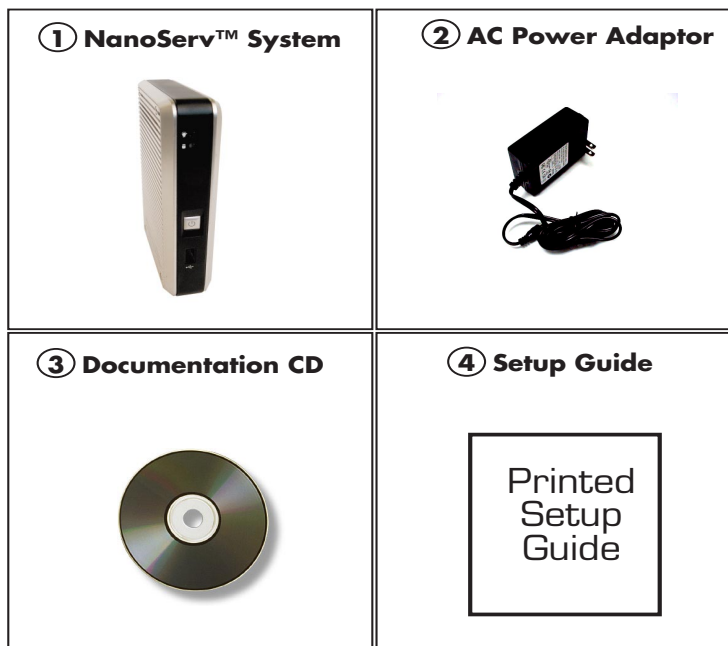 1 NanoServ™ System
2 AC Power Adaptor
3 Documentation CD
4 Setup Guide
Printed
Setup
Guide